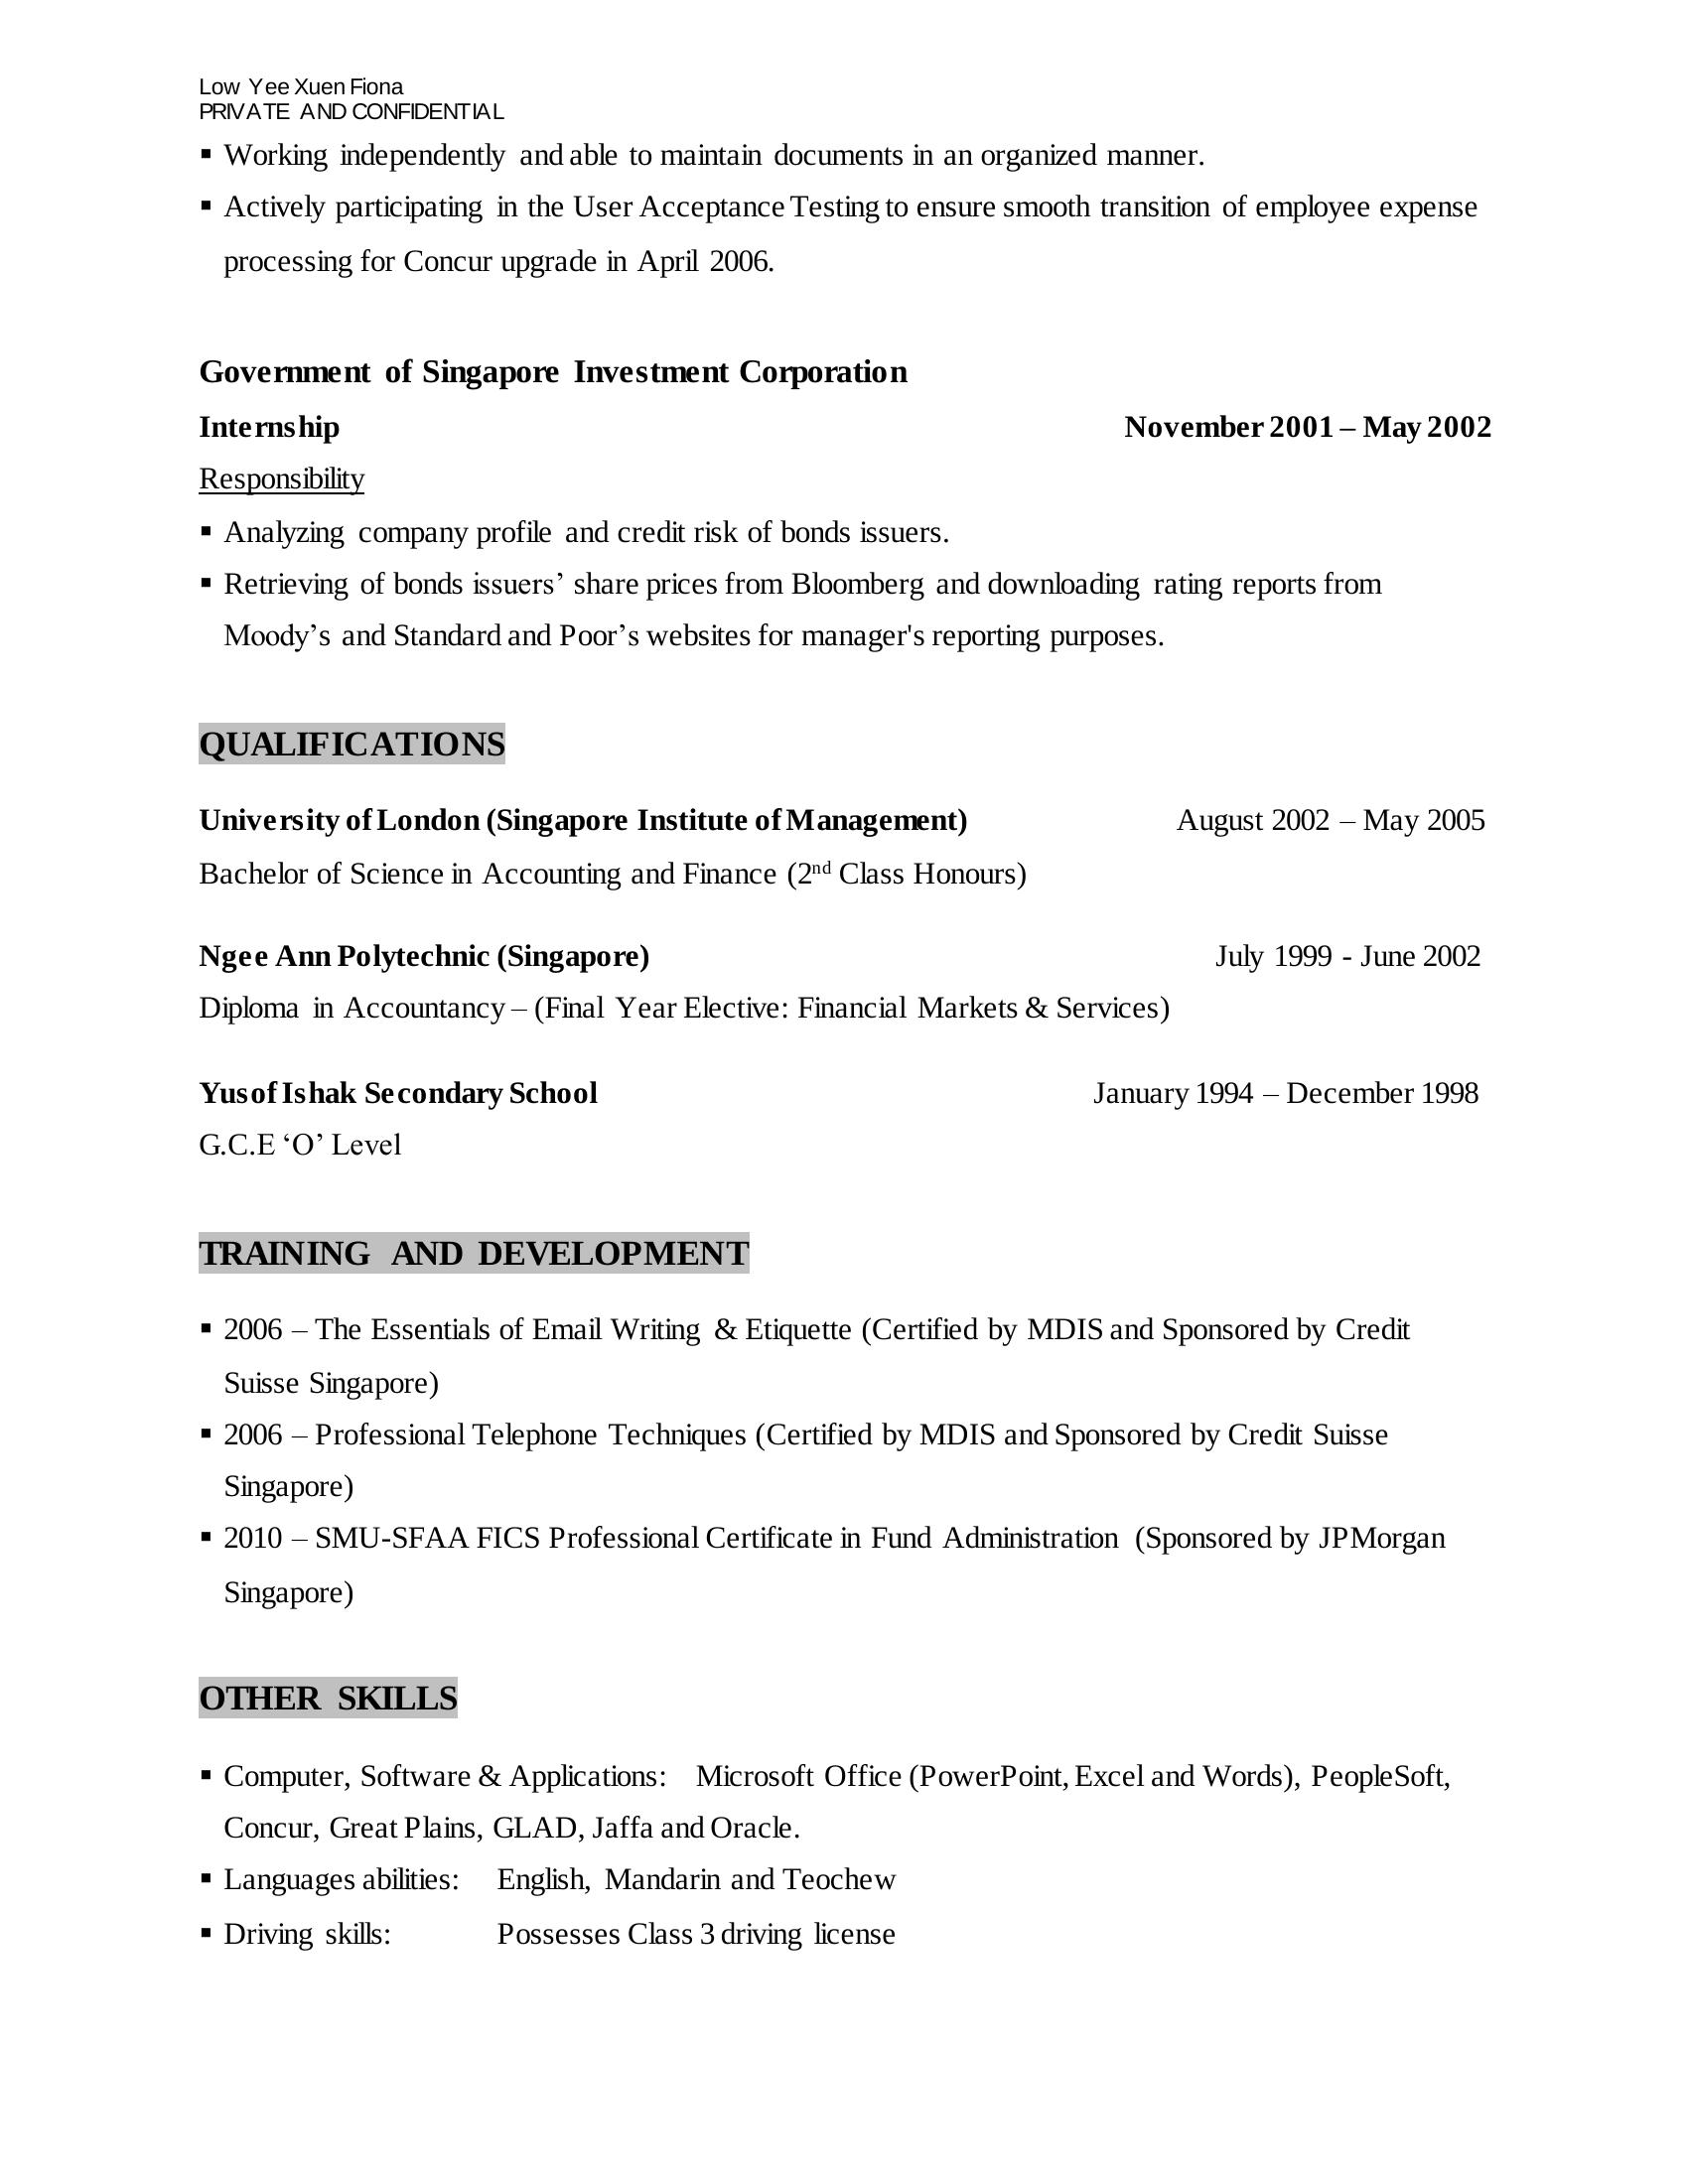 Low Yee Xuen Fiona
PRIVATE AND CONFIDENTIAL
▪ Working independently and able to maintain documents in an organized manner.
▪ Actively participating in the User Acceptance Testing to ensure smooth transition of employee expense
processing for Concur upgrade in April 2006.
Government of Singapore Investment Corporation
Internship November 2001 – May 2002
Responsibility
▪ Analyzing company profile and credit risk of bonds issuers.
▪ Retrieving of bonds issuers’ share prices from Bloomberg and downloading rating reports from
Moody’s and Standard and Poor’s websites for manager's reporting purposes.
QUALIFICATIONS
University of London (Singapore Institute of Management) August 2002 – May 2005
Bachelor of Science in Accounting and Finance (2nd Class Honours)
Ngee Ann Polytechnic (Singapore) July 1999 - June 2002
Diploma in Accountancy – (Final Year Elective: Financial Markets & Services)
Yusof Ishak Secondary School January 1994 – December 1998
G.C.E ‘O’ Level
TRAINING AND DEVELOPMENT
▪ 2006 – The Essentials of Email Writing & Etiquette (Certified by MDIS and Sponsored by Credit
Suisse Singapore)
▪ 2006 – Professional Telephone Techniques (Certified by MDIS and Sponsored by Credit Suisse
Singapore)
▪ 2010 – SMU-SFAA FICS Professional Certificate in Fund Administration (Sponsored by JPMorgan
Singapore)
OTHER SKILLS
▪ Computer, Software & Applications: Microsoft Office (PowerPoint, Excel and Words), PeopleSoft,
Concur, Great Plains, GLAD, Jaffa and Oracle.
▪ Languages abilities: English, Mandarin and Teochew
▪ Driving skills: Possesses Class 3 driving license